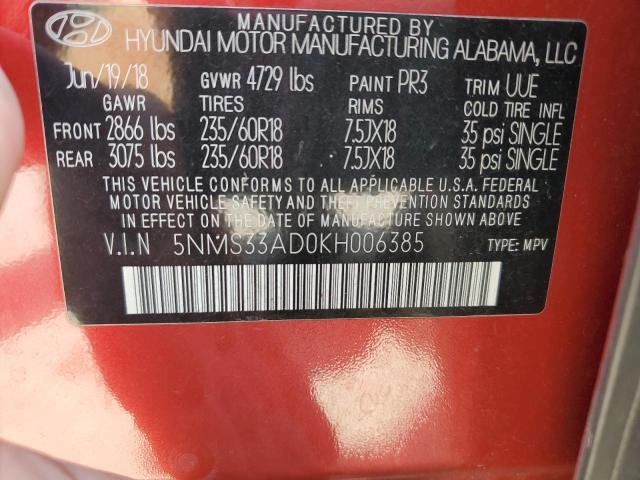 MANUFACTURED BY
HYUNDAI MOTOR MANUFACTURING ALABAMA, LLC
Jun/19/18 GVWR 4729 lbs PAINT PR3 TRIM UUE
GAWR TIRES RIMS COLD TIRE INFL
FRONT 2866 lbs 235/60R18 7.5JX18 35 psi SINGLE
REAR 3075 lbs 235/60R18 7.5JX18 35 psi SINGLE
THIS VEHICLE CONFORMS TO ALL APPLICABLE U.S.A. FEDERAL
MOTOR VEHICLE SAFETY AND THEFT PREVENTION STANDARDS
IN EFFECT ON THE DATE OF MANUFACTURE SHOWN ABOVE.
V.I.N 5NMS33AD0KH006385 TYPE: MPV